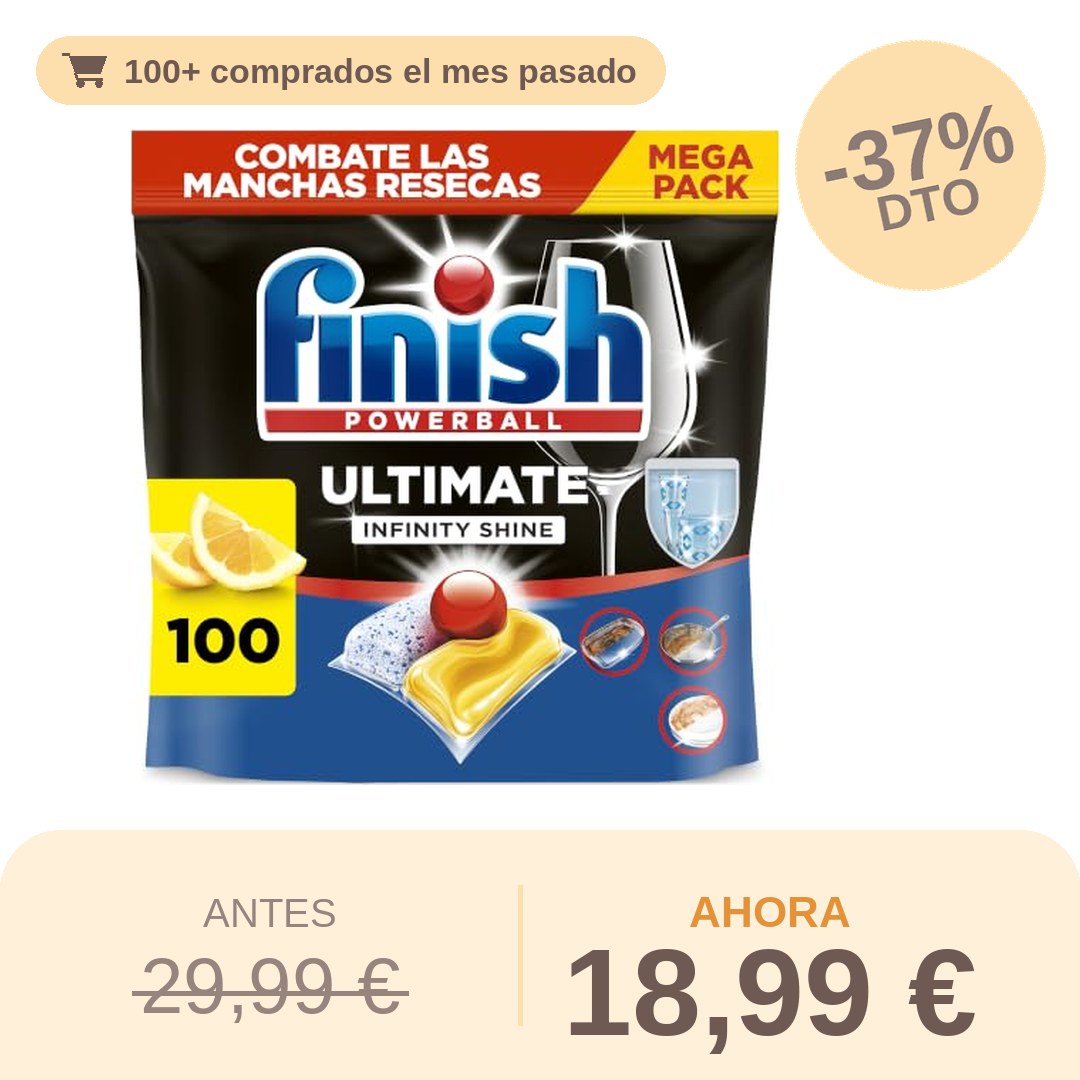 100+ comprados el mes pasado
-37%
DTO
COMBATE LAS
MANCHAS RESECAS
MEGA
PACK
finish
POWERBALL
ULTIMATE
INFINITY SHINE
100
ANTES
29,99 €
AHORA
18,99 €